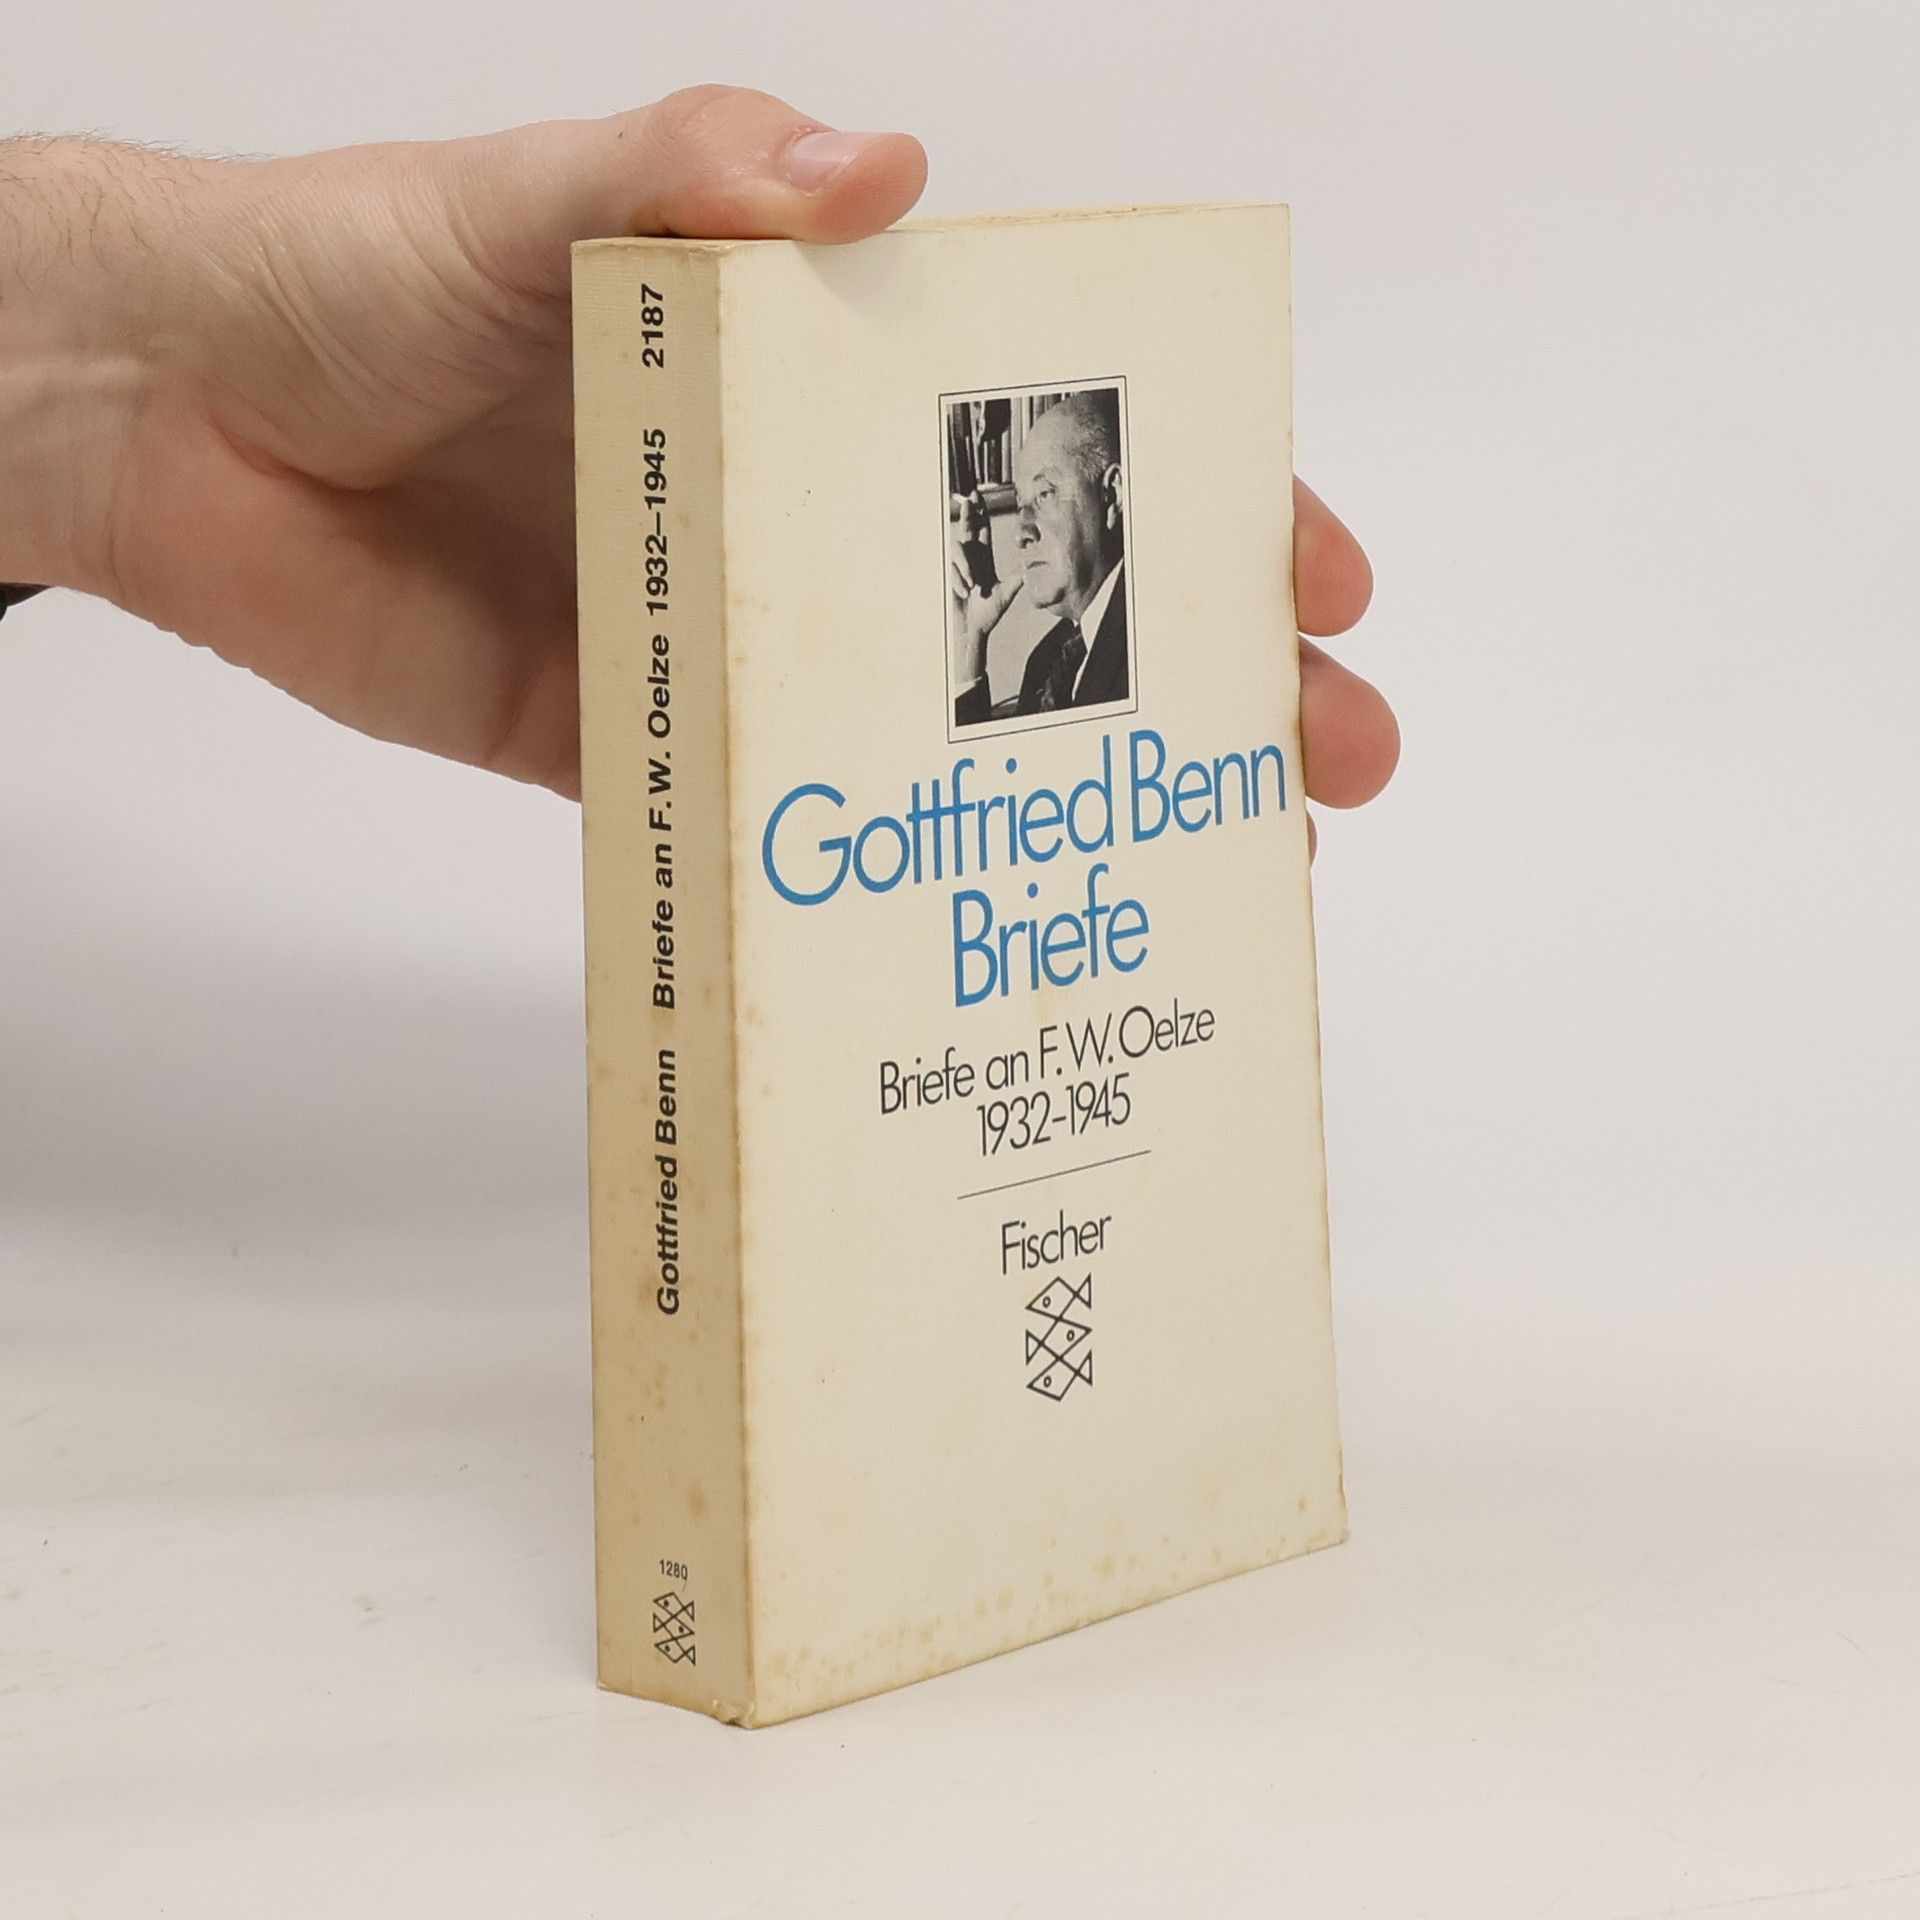 Gottfried Benn Briefe an F.W. Oelze 1932–1945 2187
1280
Gottfried Benn
Briefe
Briefe an F.W. Oelze
1932–1945
Fischer